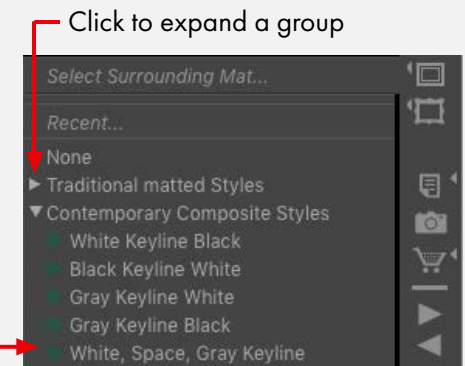 Click to expand a group
Select Surrounding Mat...
Recent...
None
Traditional matted Styles
Contemporary Composite Styles
White Keyline Black
Black Keyline White
Gray Keyline White
Gray Keyline Black
White, Space, Gray Keyline